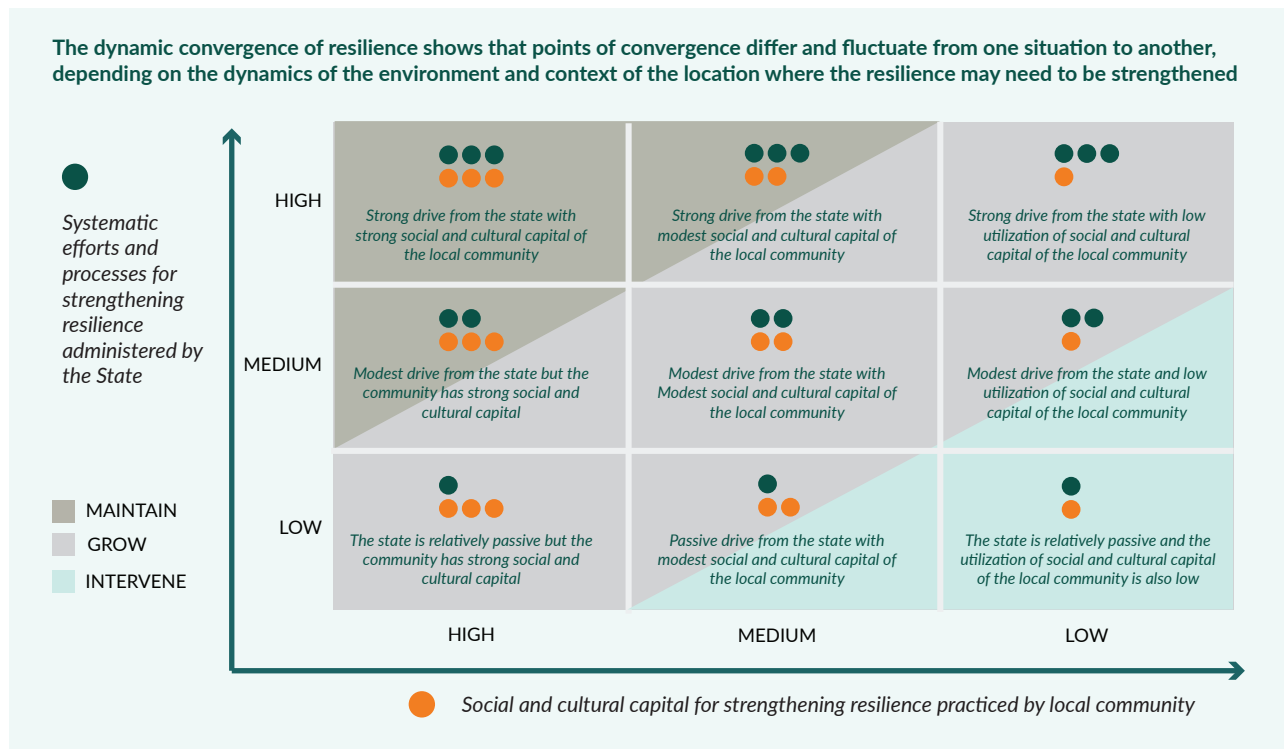 The dynamic convergence of resilience shows that points of convergence differ and fluctuate from one situation to another,
depending on the dynamics of the environment and context of the location where the resilience may need to be strengthened
Systematic
efforts and
processes for
strengthening
resilience
administered by
the State
MAINTAIN
GROW
INTERVENE
HIGH
Strong drive from the state with
strong social and cultural capital of
the local community
Strong drive from the state with
modest social and cultural capital of
the local community
Strong drive from the state with low
utilization of social and cultural
capital of the local community
MEDIUM
Modest drive from the state but the
community has strong social and
cultural capital
Modest drive from the state with
Modest social and cultural capital of
the local community
Modest drive from the state and low
utilization of social and cultural
capital of the local community
LOW
The state is relatively passive but the
community has strong social and
cultural capital
Passive drive from the state with
modest social and cultural capital of
the local community
The state is relatively passive and the
utilization of social and cultural capital
of the local community is also low
HIGH
MEDIUM
LOW
Social and cultural capital for strengthening resilience practiced by local community